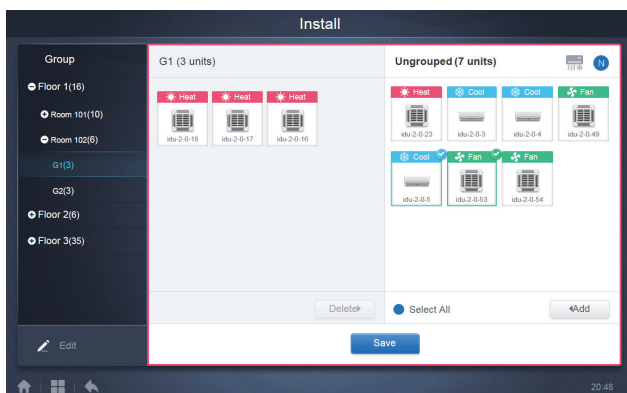 Install
Group
Floor 1(16)
Room 101(10)
Room 102(6)
G1(3)
G2(3)
Floor 2(6)
Floor 3(35)
Edit
G1 (3 units)
Heat Heat Heat
idu-2-0-18 idu-2-0-17 idu-2-0-16
Delete
Ungrouped (7 units) N
Heat Cool Cool Fan
idu-2-0-23 idu-2-0-3 idu-2-0-4 idu-2-0-49
Cool Fan Fan
idu-2-0-5 idu-2-0-53 idu-2-0-54
Select All Add
Save
20:48